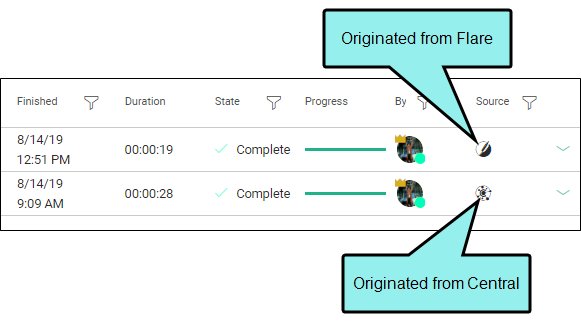 Originated from Flare
Finished Duration State Progress By Source
8/14/19
12:51 PM 00:00:19 Complete
8/14/19
9:09 AM 00:00:28 Complete
Originated from Central